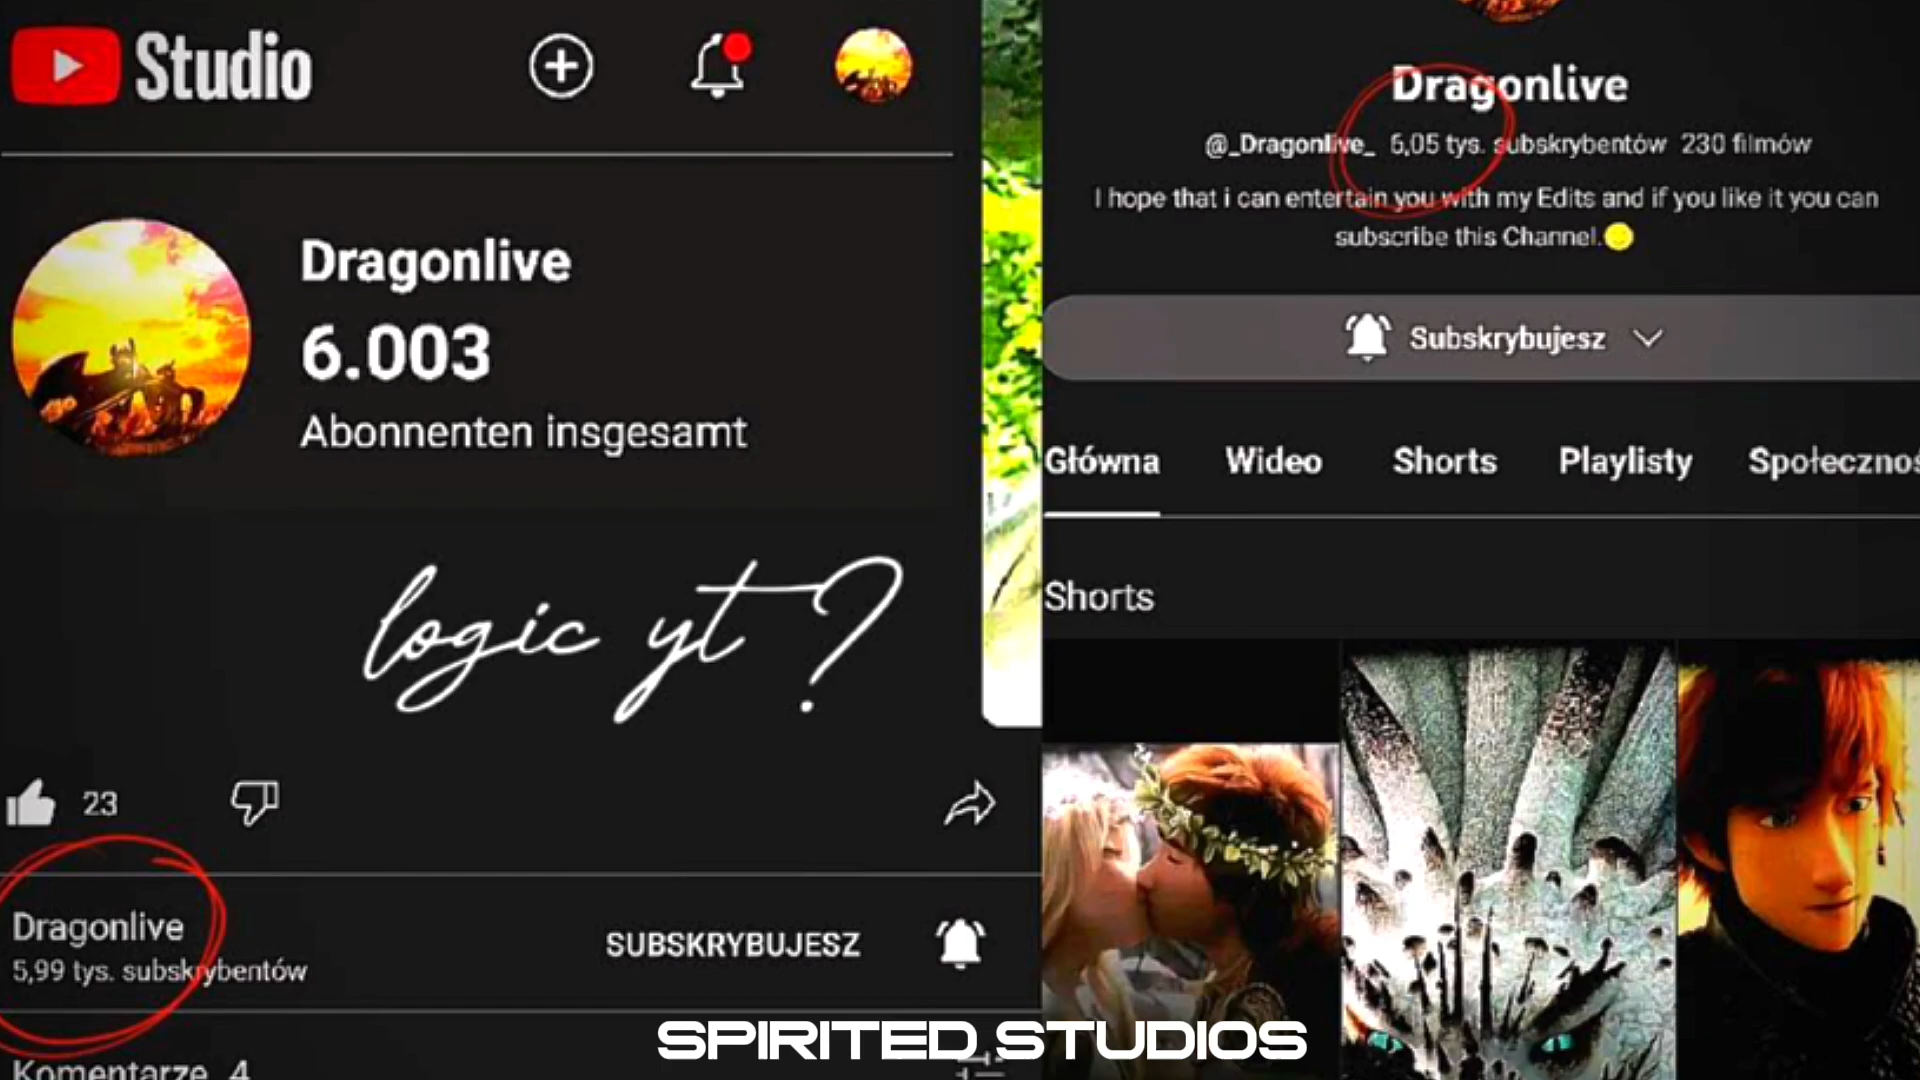 Studio
Dragonlive
6.003
Abonnenten insgesamt
logic yt?
23
Dragonlive
5,99 tys. subskrybentów
SUBSKRYBUJESZ
Komentarze 4
Dragonlive
@_Dragonlive_ 6,05 tys. subskrybentów 230 filmów
I hope that i can entertain you with my Edits and if you like it you can
subscribe this Channel.
Subskrybujesz
Główna Wideo Shorts Playlisty Społecznoś
Shorts
SPIRITED STUDIOS